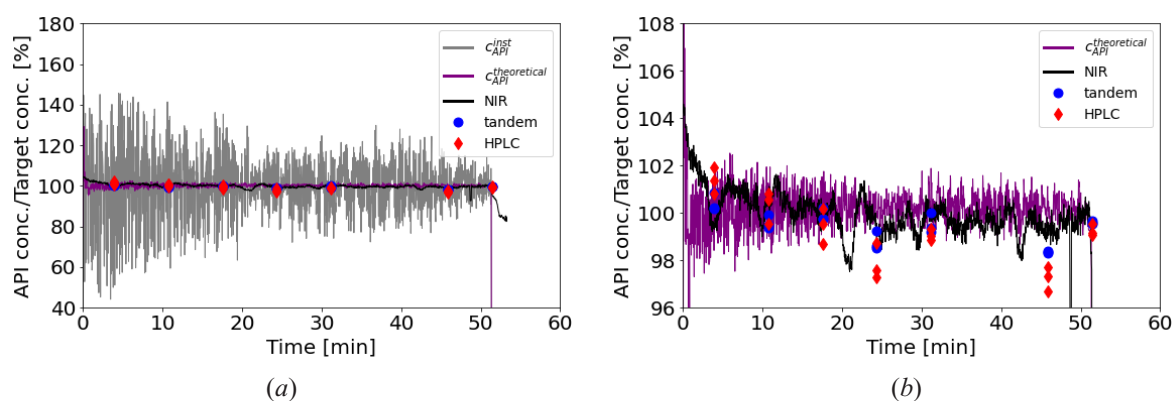 180
160
140
120
100
80
60
40
0 10 20 30 40 50 60
API conc./Target conc. [%]
Time [min]
c_API^inst
c_API^theoretical
NIR
tandem
HPLC
(a)
108
106
104
102
100
98
96
0 10 20 30 40 50 60
API conc./Target conc. [%]
Time [min]
c_API^theoretical
NIR
tandem
HPLC
(b)